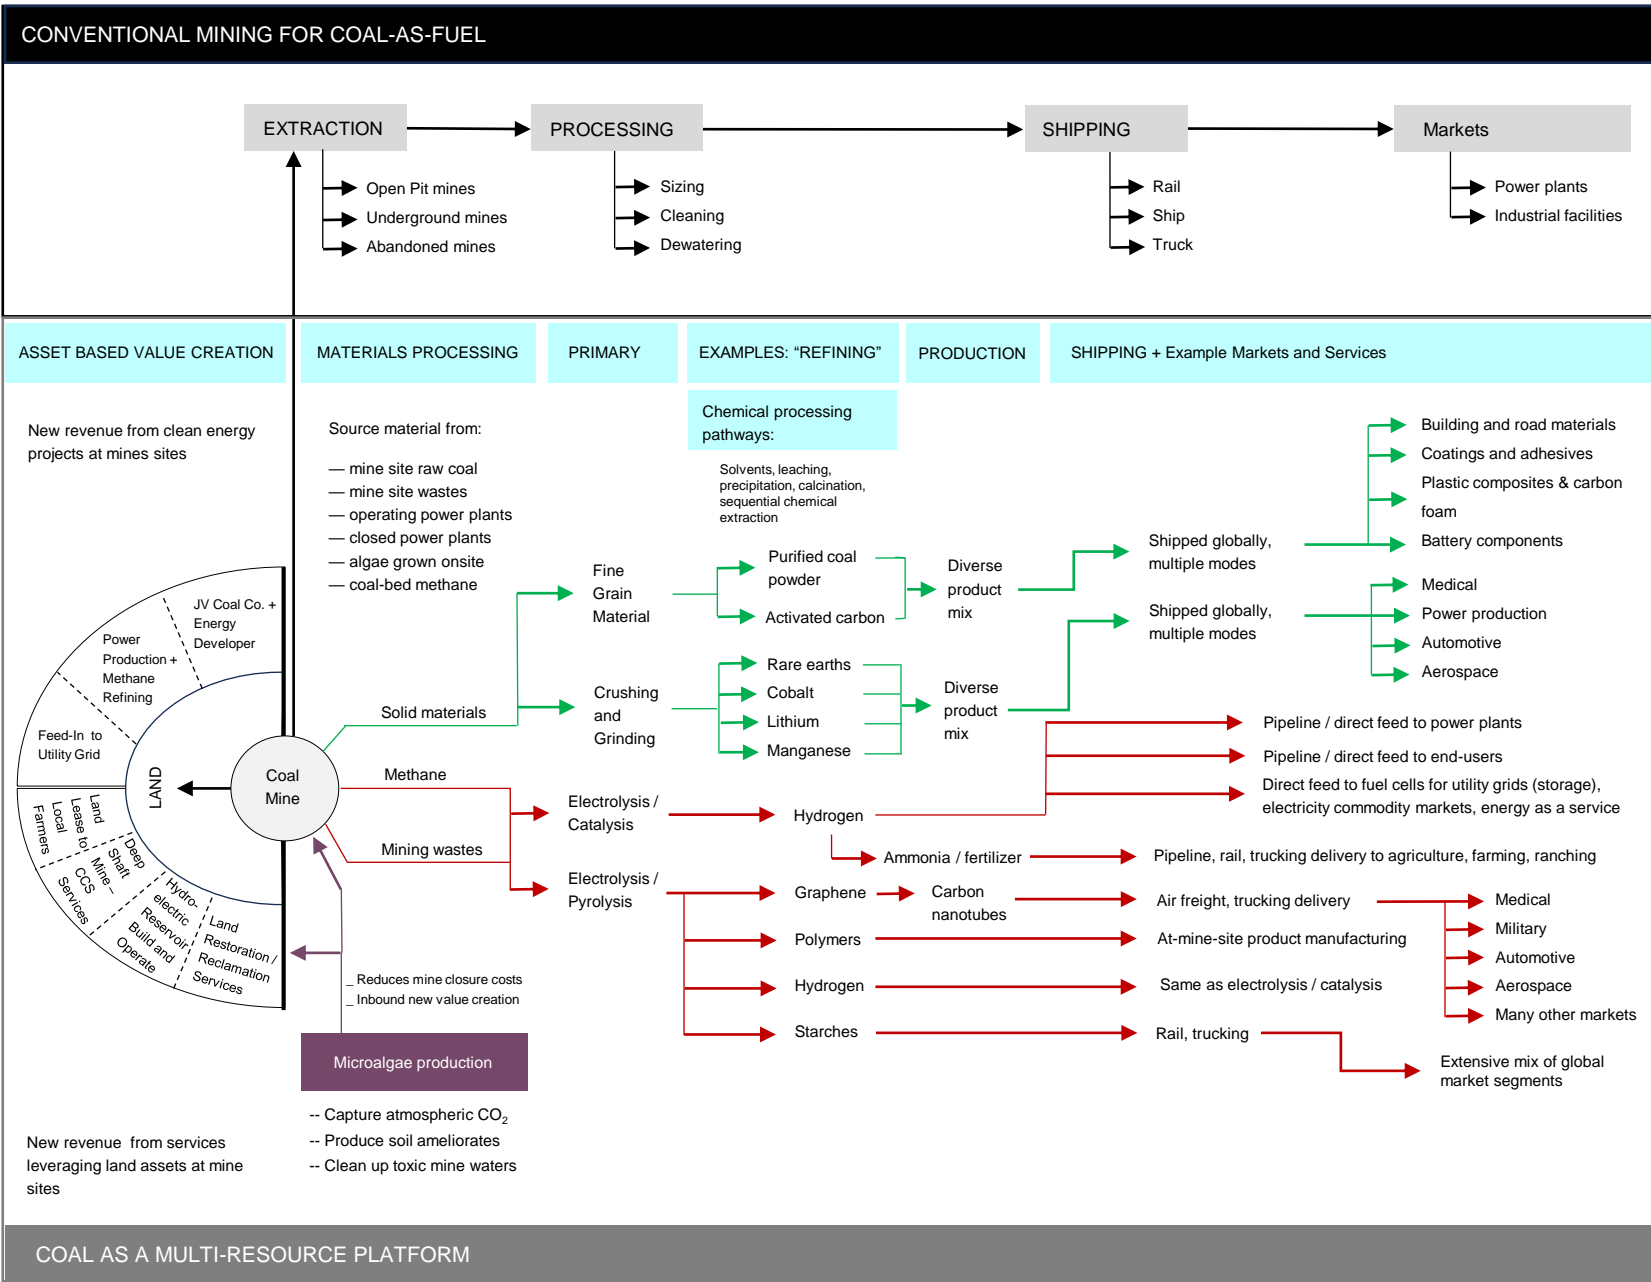 CONVENTIONAL MINING FOR COAL-AS-FUEL
EXTRACTION
PROCESSING
SHIPPING
Markets
Open Pit mines
Underground mines
Abandoned mines
Sizing
Cleaning
Dewatering
Rail
Ship
Truck
Power plants
Industrial facilities
ASSET BASED VALUE CREATION
MATERIALS PROCESSING
PRIMARY
EXAMPLES: “REFINING”
PRODUCTION
SHIPPING + Example Markets and Services
New revenue from clean energy
projects at mines sites
Source material from:
— mine site raw coal
— mine site wastes
— operating power plants
— closed power plants
— algae grown onsite
— coal-bed methane
Chemical processing
pathways:
Solvents, leaching,
precipitation, calcination,
sequential chemical
extraction
Fine
Grain
Material
Purified coal
powder
Activated carbon
Diverse
product
mix
Shipped globally,
multiple modes
Building and road materials
Coatings and adhesives
Plastic composites & carbon
foam
Battery components
Crushing
and
Grinding
Rare earths
Cobalt
Lithium
Manganese
Diverse
product
mix
Shipped globally,
multiple modes
Medical
Power production
Automotive
Aerospace
JV Coal Co. +
Energy
Developer
Power
Production +
Methane
Refining
Feed-In to
Utility Grid
LAND
Coal
Mine
Land
Lease to
Local
Farmers
Deep
Shaft
Mine –
CCS
Services
Hydro-
electric
Reservoir
Build and
Operate
Land
Restoration /
Reclamation
Services
Solid materials
Methane
Mining wastes
Electrolysis /
Catalysis
Hydrogen
Pipeline / direct feed to power plants
Pipeline / direct feed to end-users
Direct feed to fuel cells for utility grids (storage),
electricity commodity markets, energy as a service
Ammonia / fertilizer
Pipeline, rail, trucking delivery to agriculture, farming, ranching
Electrolysis /
Pyrolysis
Graphene
Carbon
nanotubes
Air freight, trucking delivery
Medical
Military
Automotive
Aerospace
Many other markets
Polymers
At-mine-site product manufacturing
Hydrogen
Same as electrolysis / catalysis
Starches
Rail, trucking
Extensive mix of global
market segments
_ Reduces mine closure costs
_ Inbound new value creation
Microalgae production
-- Capture atmospheric CO₂
-- Produce soil ameliorates
-- Clean up toxic mine waters
New revenue from services
leveraging land assets at mine
sites
COAL AS A MULTI-RESOURCE PLATFORM